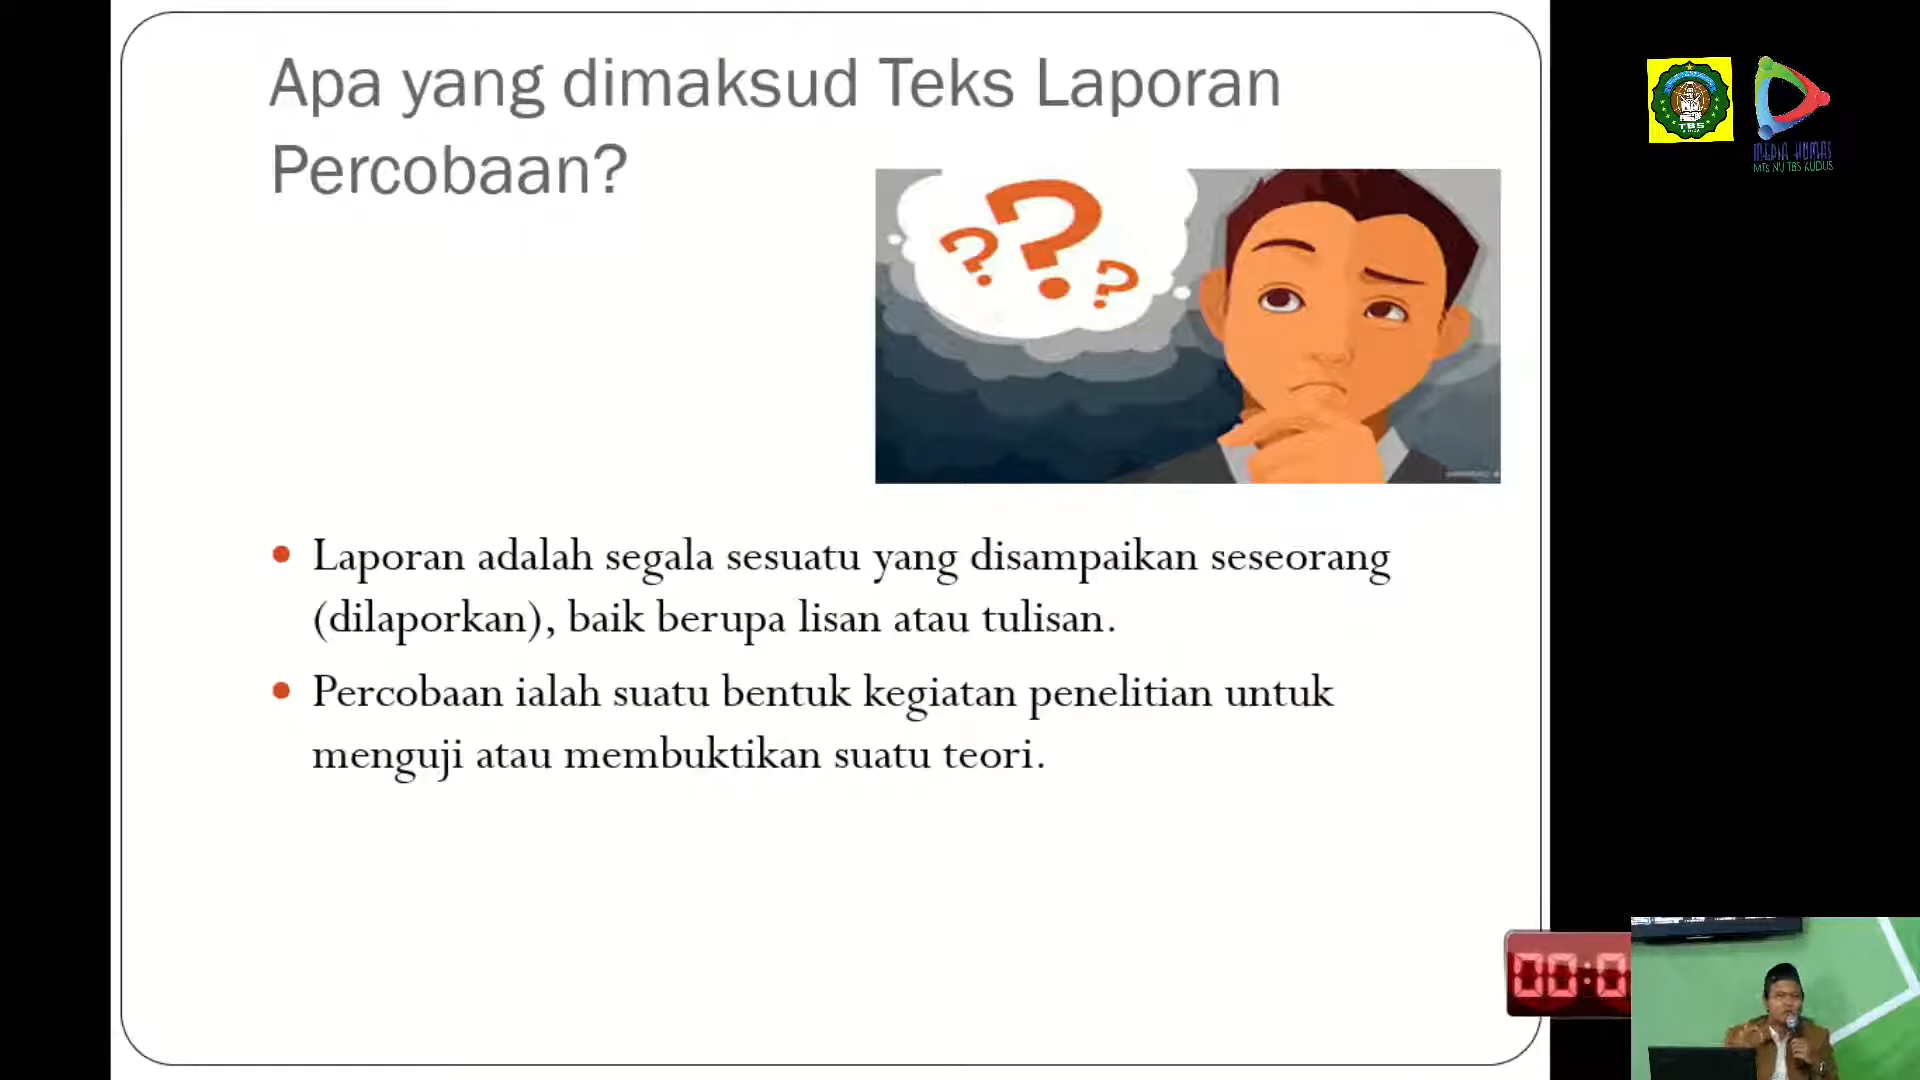 Apa yang dimaksud Teks Laporan
Percobaan?
? ? ?
TBS
MEDIA HUMAS
MTs NU TBS KUDUS
• Laporan adalah segala sesuatu yang disampaikan seseorang
(dilaporkan), baik berupa lisan atau tulisan.
• Percobaan ialah suatu bentuk kegiatan penelitian untuk
menguji atau membuktikan suatu teori.
00:0